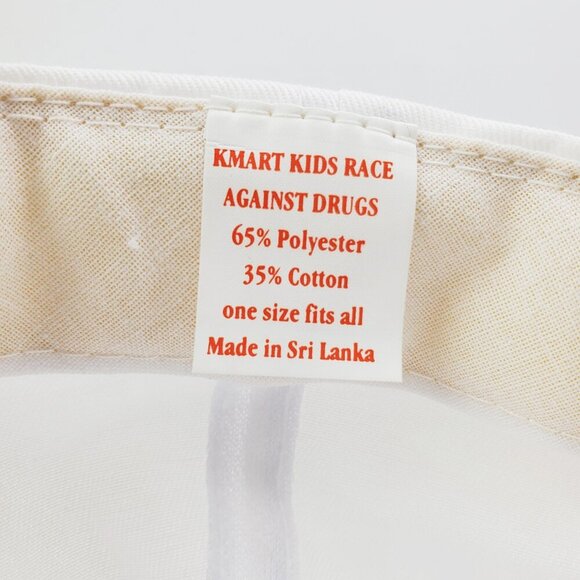 KMART KIDS RACE
AGAINST DRUGS
65% Polyester
35% Cotton
one size fits all
Made in Sri Lanka